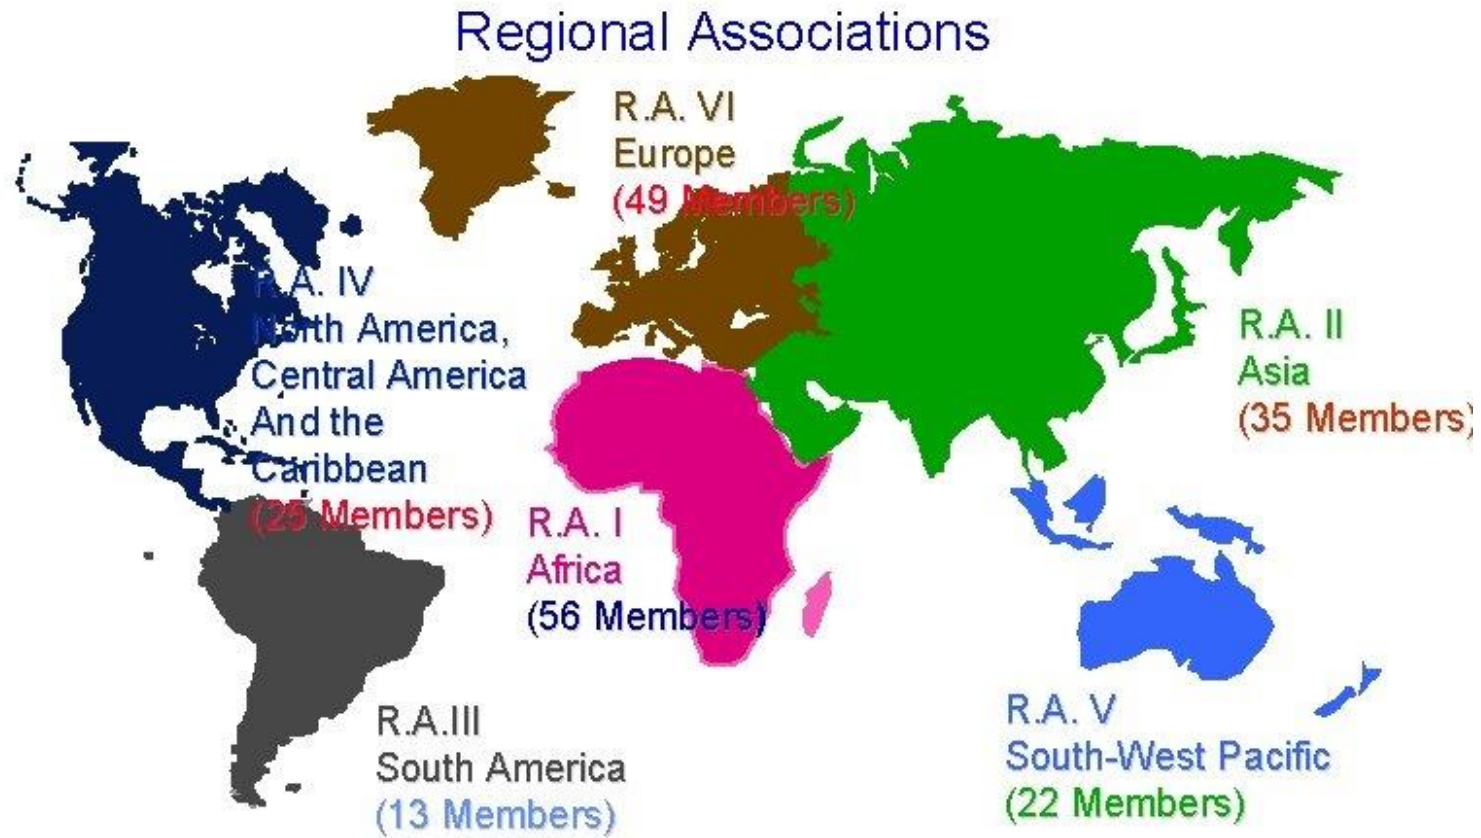 Regional Associations
R.A. VI
Europe
(49 Members)
R.A. IV
North America,
Central America
And the
Caribbean
(25 Members)
R.A. II
Asia
(35 Members)
R.A. I
Africa
(56 Members)
R.A.III
South America
(13 Members)
R.A. V
South-West Pacific
(22 Members)